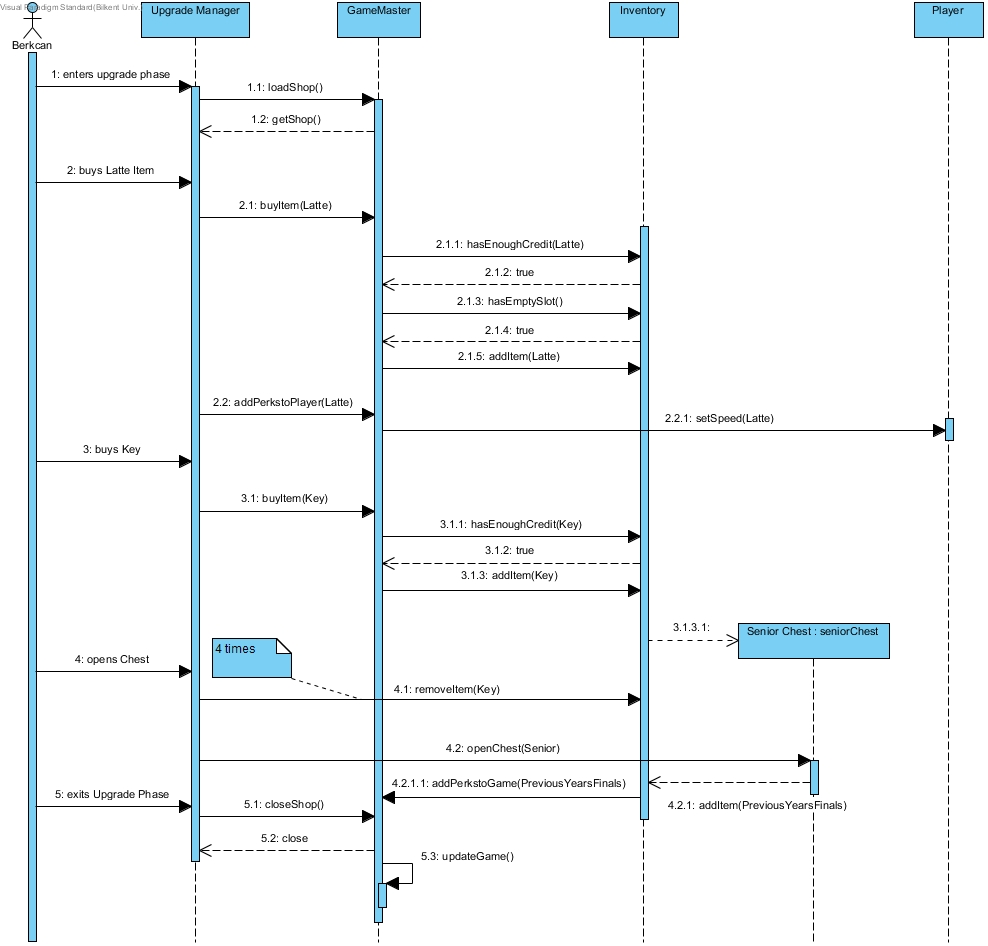 Visual Paradigm Standard(Bilkent Univ.
Upgrade Manager
GameMaster
Inventory
Player
Berkcan
1: enters upgrade phase
1.1: loadShop()
1.2: getShop()
2: buys Latte Item
2.1: buyItem(Latte)
2.1.1: hasEnoughCredit(Latte)
2.1.2: true
2.1.3: hasEmptySlot()
2.1.4: true
2.1.5: addItem(Latte)
2.2: addPerkstoPlayer(Latte)
2.2.1: setSpeed(Latte)
3: buys Key
3.1: buyItem(Key)
3.1.1: hasEnoughCredit(Key)
3.1.2: true
3.1.3: addItem(Key)
3.1.3.1:
Senior Chest : seniorChest
4 times
4: opens Chest
4.1: removeItem(Key)
4.2: openChest(Senior)
4.2.1.1: addPerkstoGame(PreviousYearsFinals)
5: exits Upgrade Phase
5.1: closeShop()
4.2.1: addItem(PreviousYearsFinals)
5.2: close
5.3: updateGame()